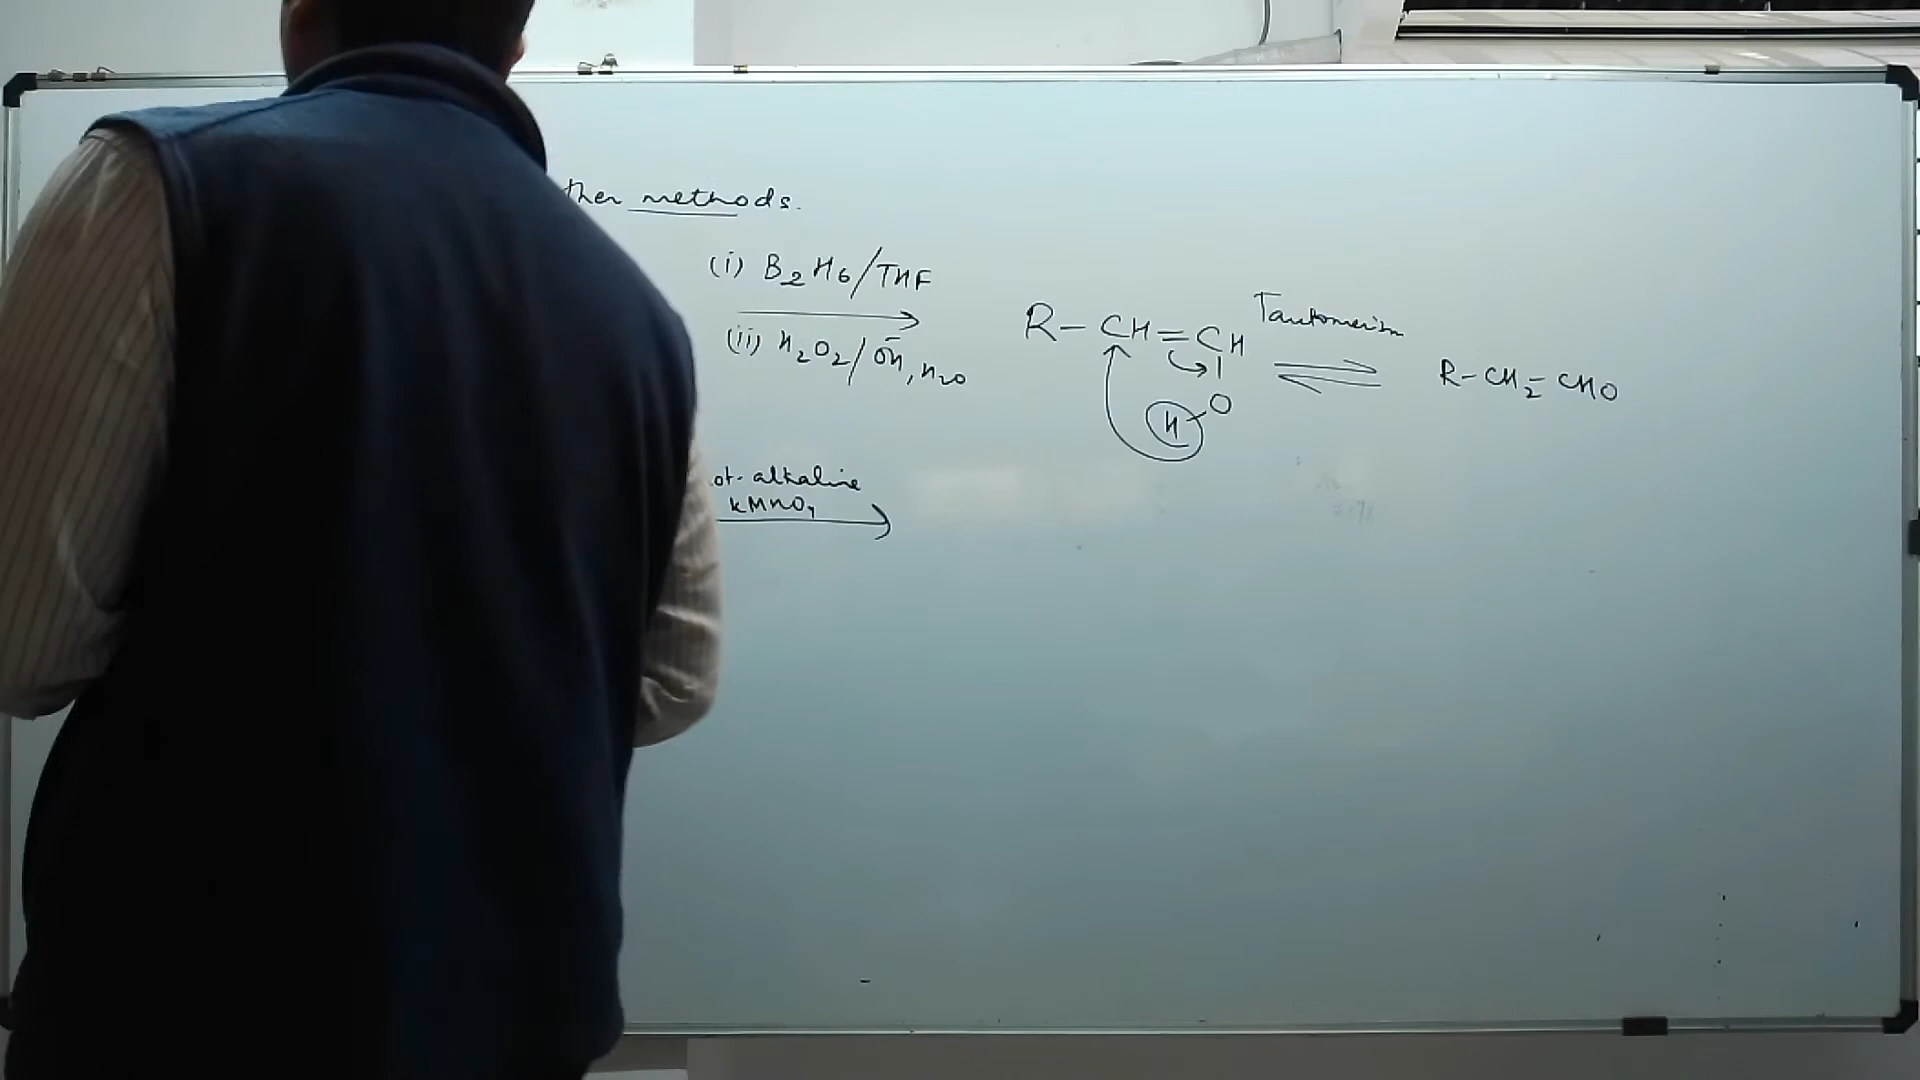 ther methods.
(i) B2H6/THF
(ii) H2O2/OH̄, H2O
R-CH=CH
O
H
Tautomerism
R-CH2-CHO
ot-alkaline
KMnO4